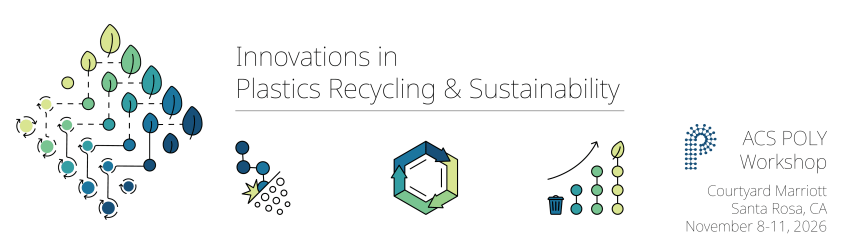 Innovations in
Plastics Recycling & Sustainability
ACS POLY
Workshop
Courtyard Marriott
Santa Rosa, CA
November 8-11, 2026